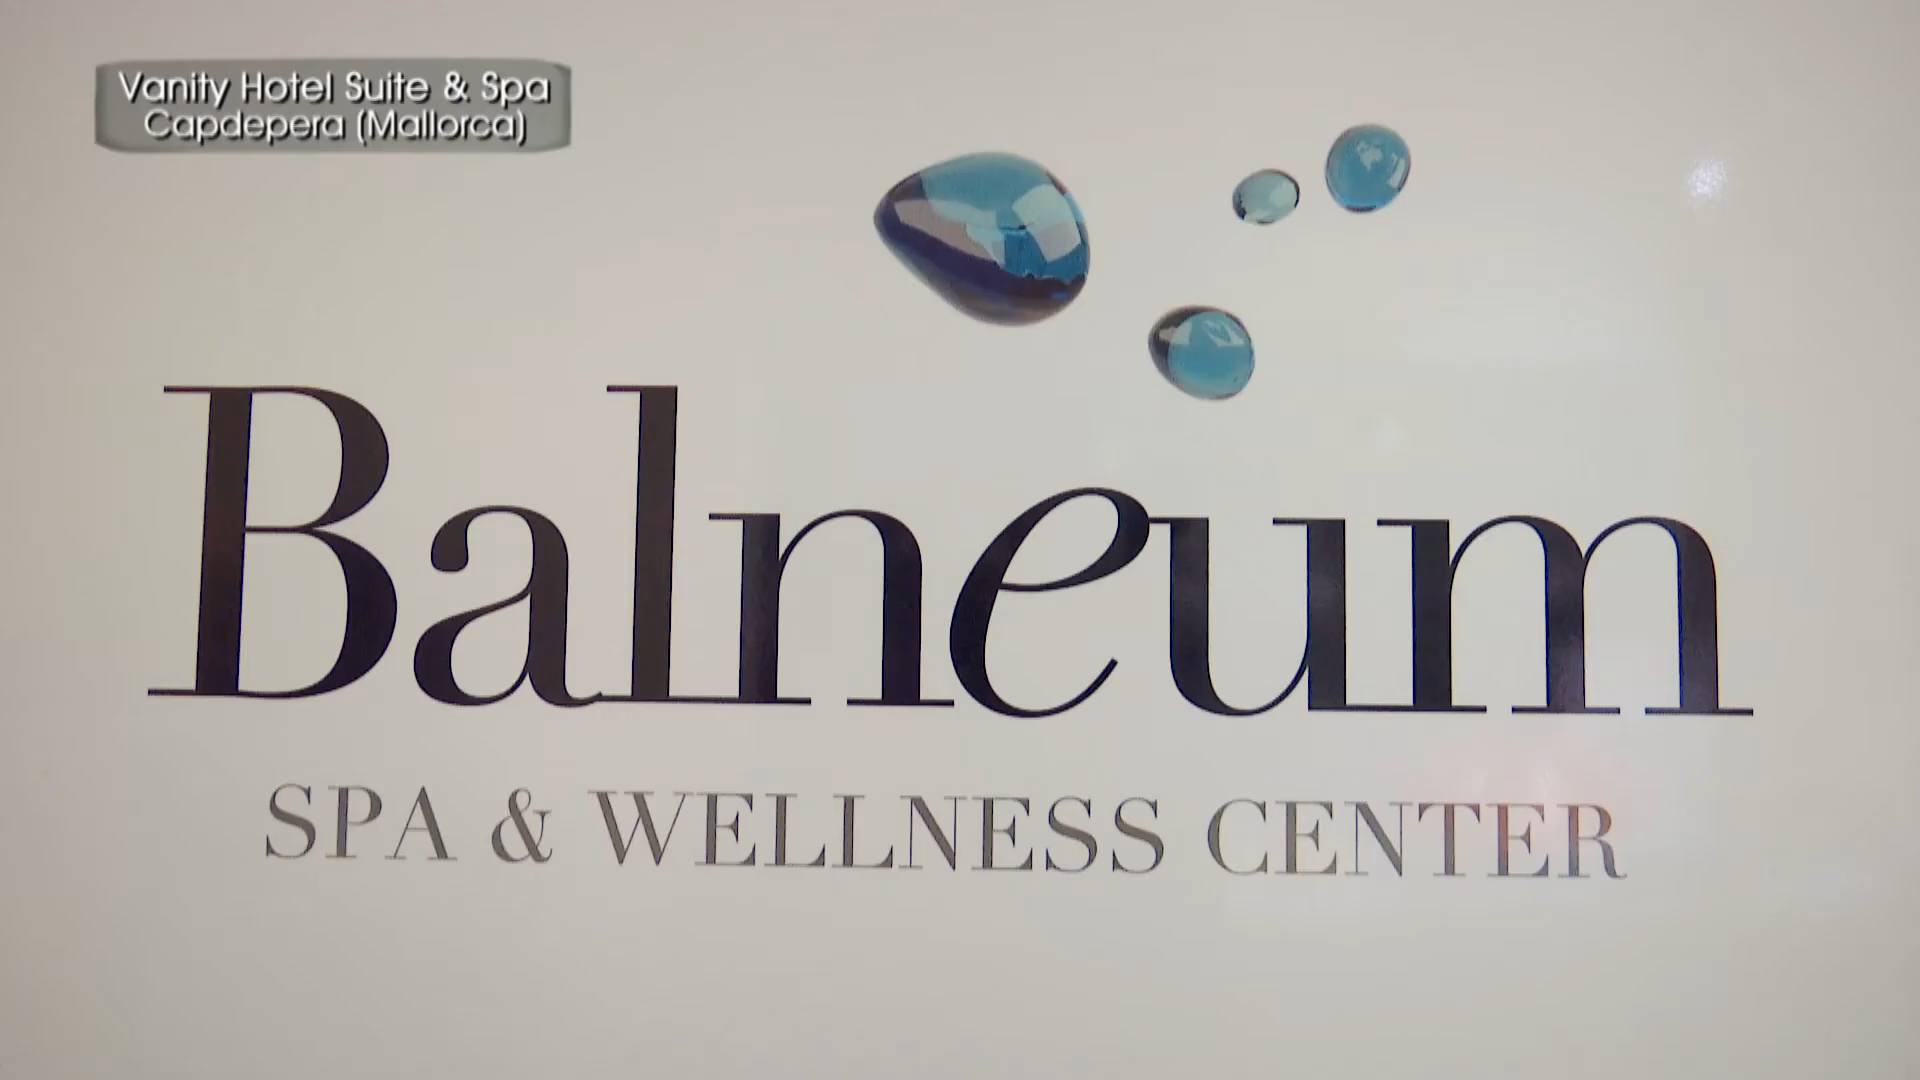 Vanity Hotel Suite & Spa
Capdepera (Mallorca)
Balneum
SPA & WELLNESS CENTER